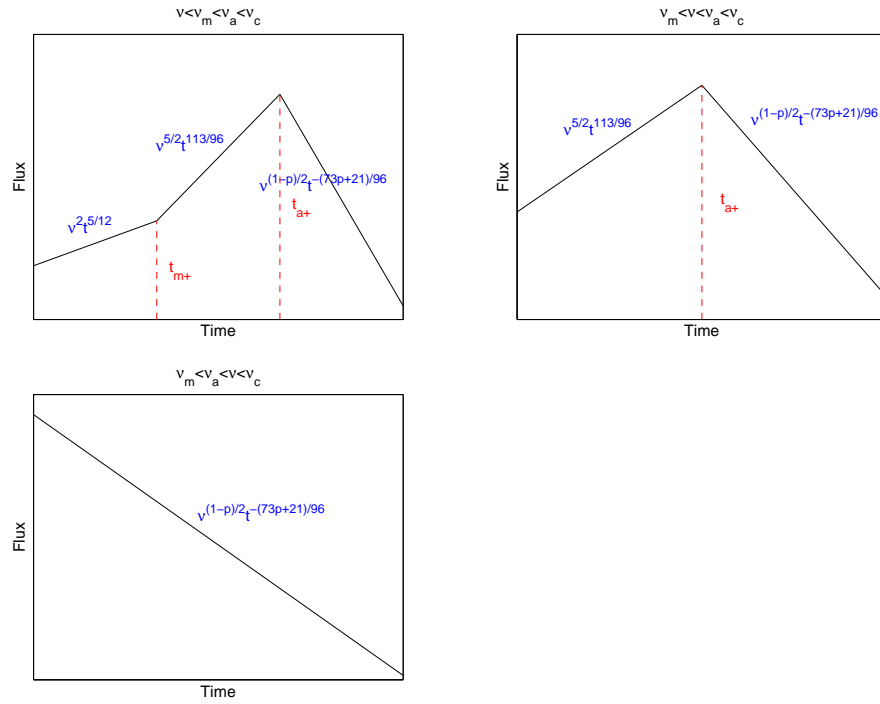 ν<ν_m<ν_a<ν_c
Flux
ν^2t^5/12
ν^5/2t^113/96
ν^(1−p)/2t^−(73p+21)/96
t_m+
t_a+
Time
ν_m<ν<ν_a<ν_c
Flux
ν^5/2t^113/96
ν^(1−p)/2t^−(73p+21)/96
t_a+
Time
ν_m<ν_a<ν<ν_c
Flux
ν^(1−p)/2t^−(73p+21)/96
Time